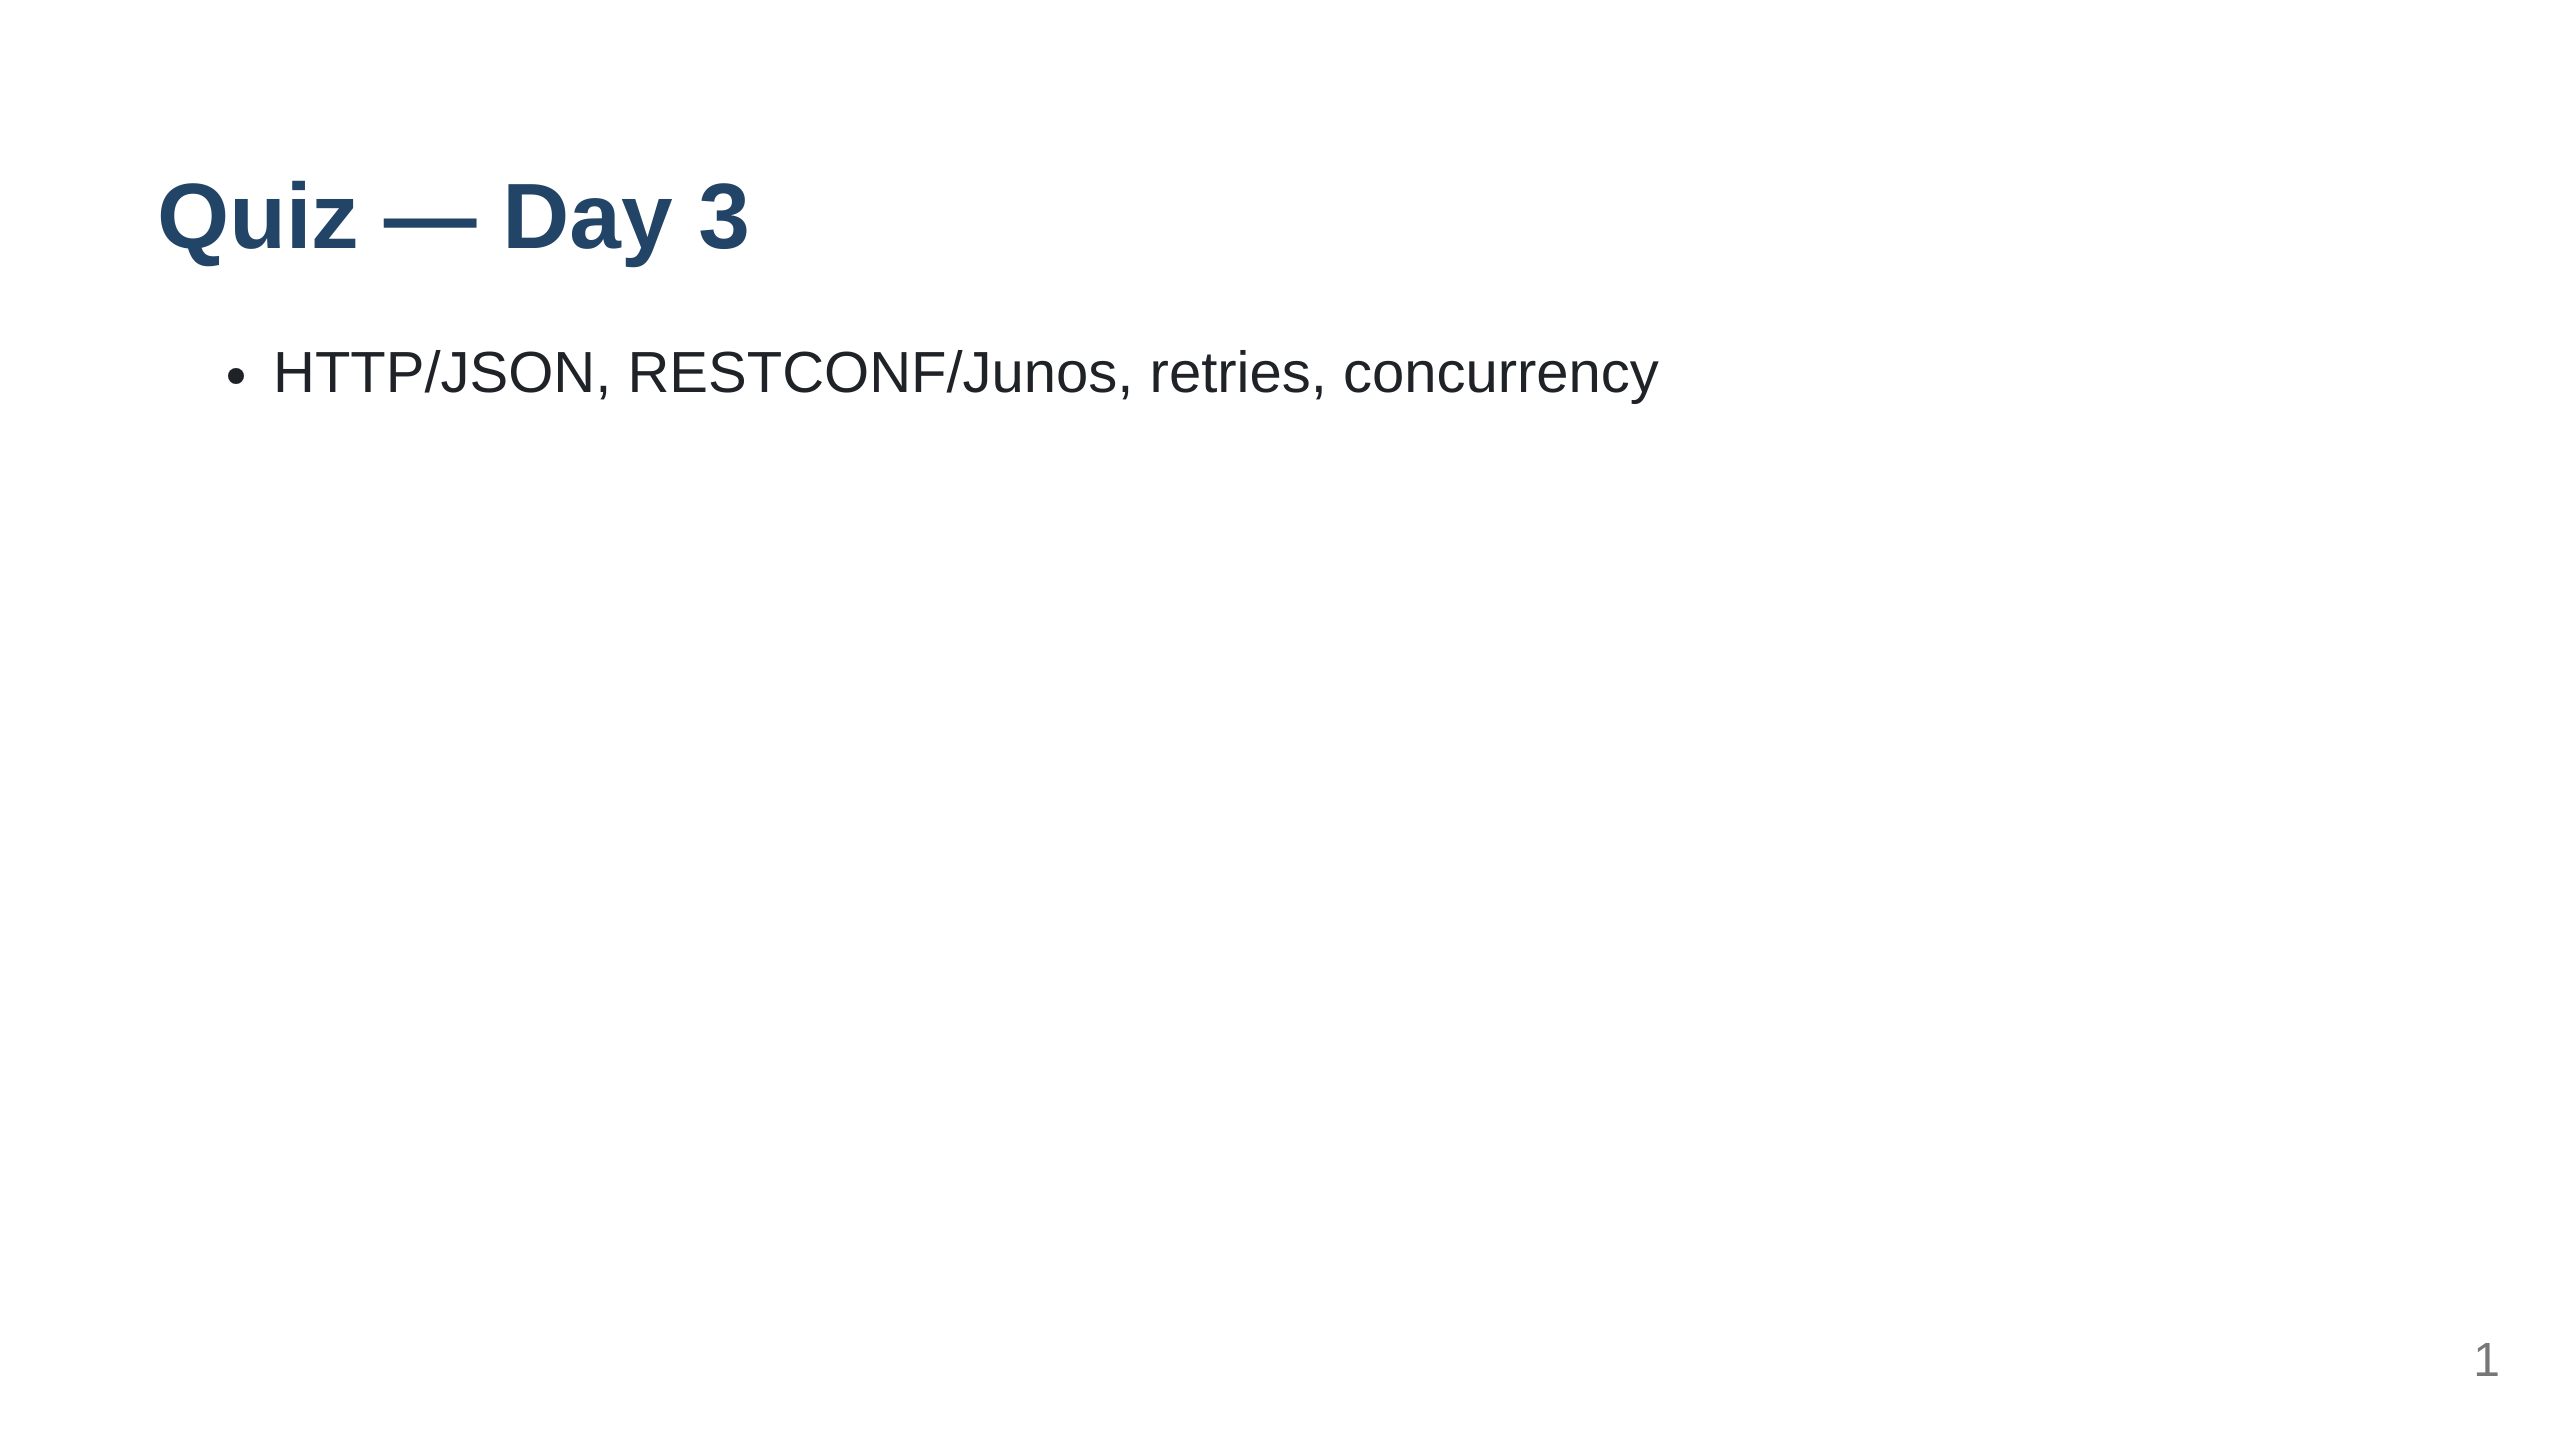 Quiz — Day 3
• HTTP/JSON, RESTCONF/Junos, retries, concurrency
1